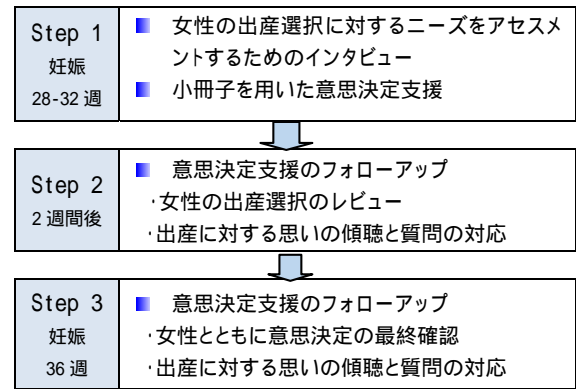 Step 1
妊娠
28-32 週
■ 女性の出産選択に対するニーズをアセスメ
ントするためのインタビュー
■ 小冊子を用いた意思決定支援
Step 2
2 週間後
■ 意思決定支援のフォローアップ
・女性の出産選択のレビュー
・出産に対する思いの傾聴と質問の対応
Step 3
妊娠
36 週
■ 意思決定支援のフォローアップ
・女性とともに意思決定の最終確認
・出産に対する思いの傾聴と質問の対応